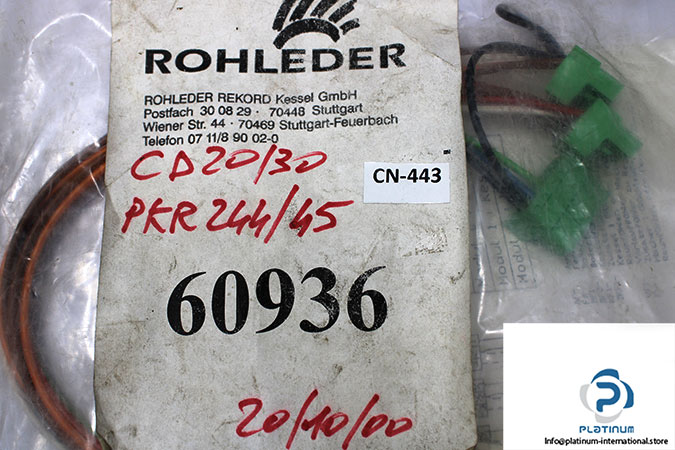 ROHLEDER
ROHLEDER REKORD Kessel GmbH
Postfach 30 08 29 · 70448 Stuttgart
Wiener Str. 44 · 70469 Stuttgart-Feuerbach
Telefon 07 11/8 90 02-0
CD20/30
CN-443
PKR244/45
60936
20/10/00
PLATINUM
Info@platinum-international.store